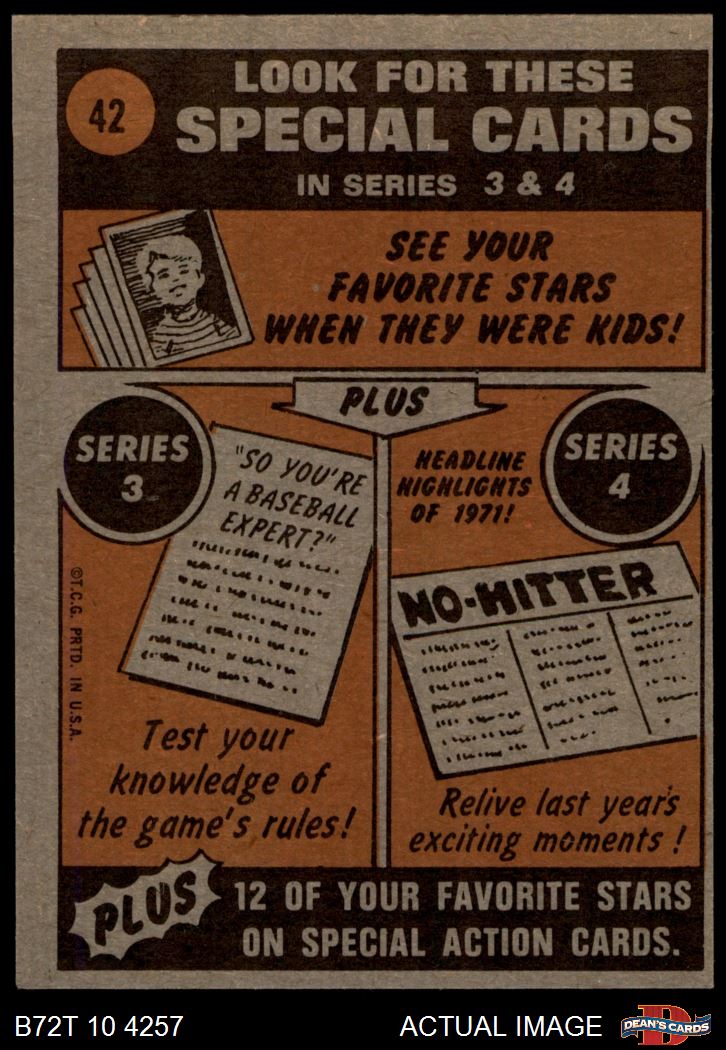 42
LOOK FOR THESE
SPECIAL CARDS
IN SERIES 3 & 4
SEE YOUR
FAVORITE STARS
WHEN THEY WERE KIDS!
PLUS
SERIES
3
"SO YOU'RE
A BASEBALL
EXPERT?"
Test your
knowledge of
the game's rules!
HEADLINE
HIGHLIGHTS
OF 1971!
SERIES
4
NO-HITTER
Relive last year's
exciting moments!
©T.C.G. PRTD. IN U.S.A.
PLUS
12 OF YOUR FAVORITE STARS
ON SPECIAL ACTION CARDS.
B72T 10 4257
ACTUAL IMAGE
D
DEAN'S CARDS